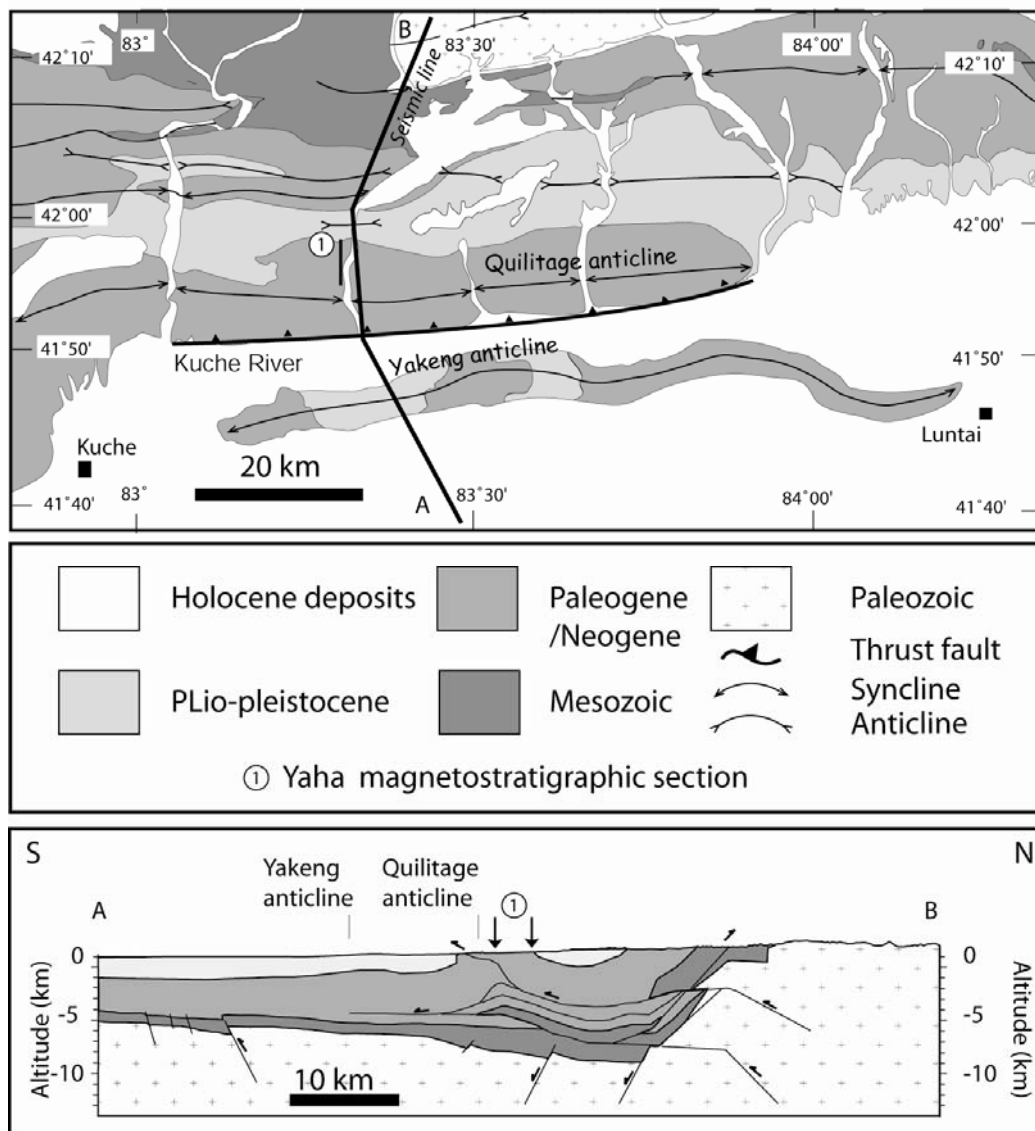 83°
B
83°30'
84°00'
42°10'
42°10'
Seismic line
42°00'
42°00'
1
Quilitage anticline
41°50'
41°50'
Kuche River
Yakeng anticline
Kuche
Luntai
20 km
41°40'
83°
A
83°30'
84°00'
41°40'
Holocene deposits
Paleogene
/Neogene
Paleozoic
Thrust fault
PLio-pleistocene
Mesozoic
Syncline
Anticline
1 Yaha magnetostratigraphic section
S
N
Yakeng
anticline
Quilitage
anticline
1
A
B
0
0
-5
-5
-10
-10
Altitude (km)
Altitude (km)
10 km